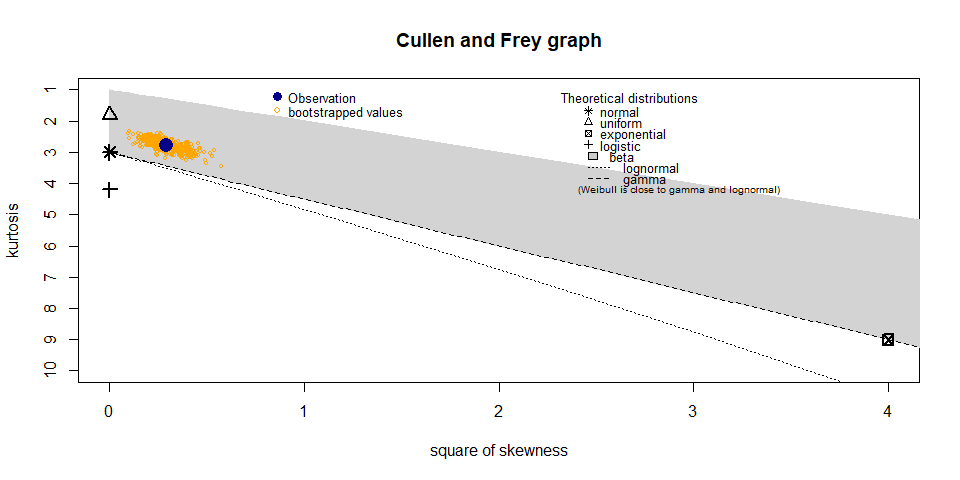 Cullen and Frey graph
Observation
bootstrapped values
Theoretical distributions
normal
uniform
exponential
logistic
beta
lognormal
gamma
(Weibull is close to gamma and lognormal)
kurtosis
1
2
3
4
5
6
7
8
9
10
0 1 2 3 4
square of skewness